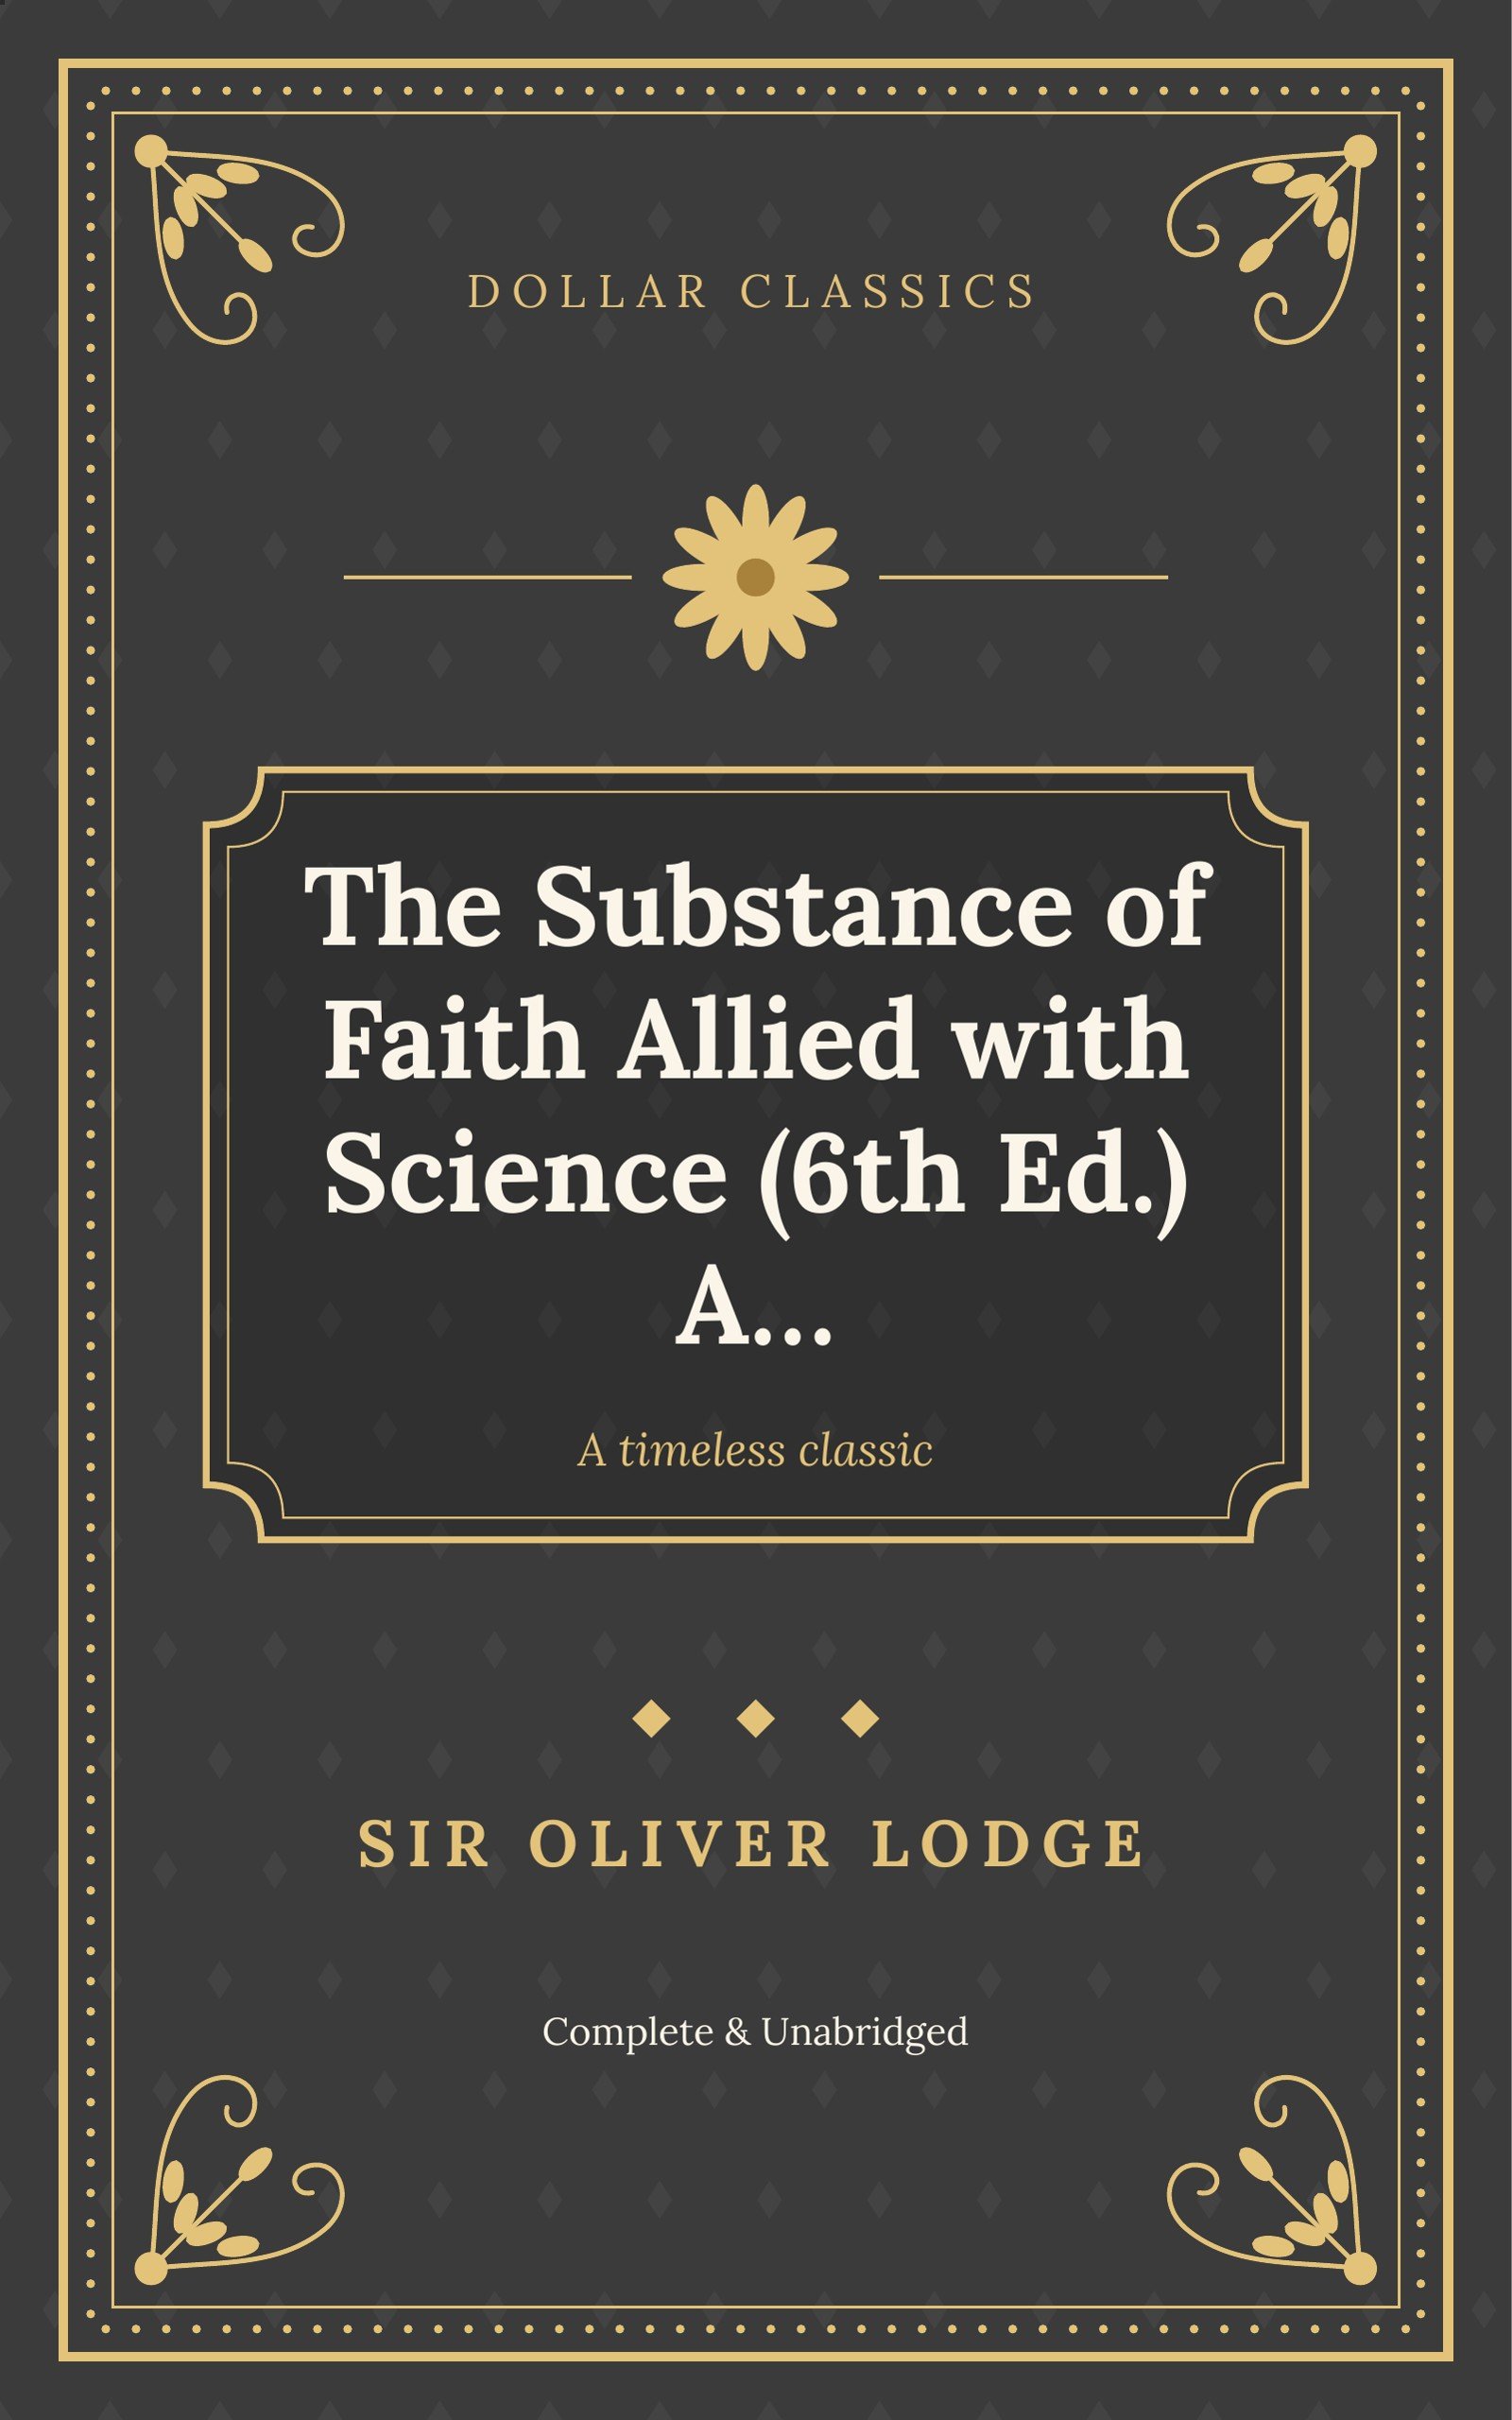 DOLLAR CLASSICS
The Substance of
Faith Allied with
Science (6th Ed.)
A...
A timeless classic
SIR OLIVER LODGE
Complete & Unabridged